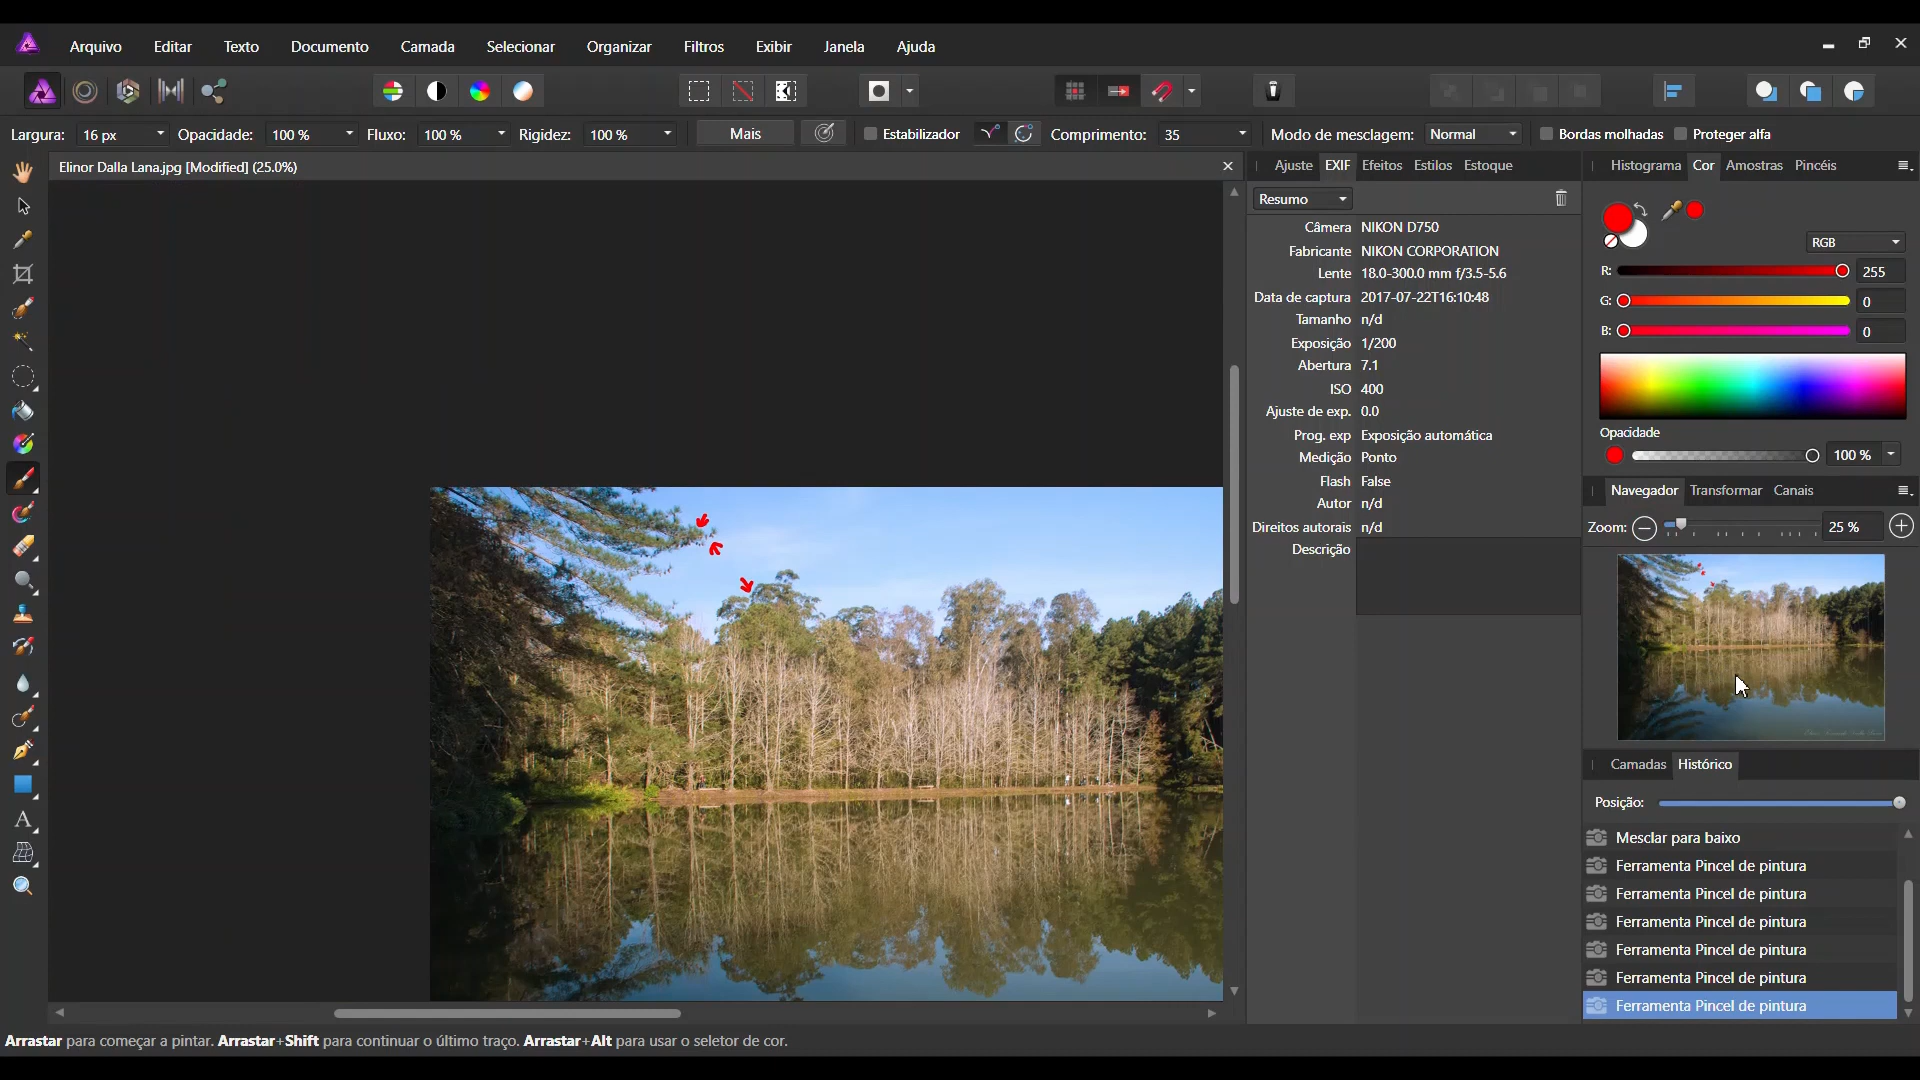 Arquivo Editar Texto Documento Camada Selecionar Organizar Filtros Exibir Janela Ajuda
Largura: 16 px Opacidade: 100 % Fluxo: 100 % Rigidez: 100 % Mais Estabilizador Comprimento: 35 Modo de mesclagem: Normal Bordas molhadas Proteger alfa
Elinor Dalla Lana.jpg [Modified] (25.0%)
Ajuste EXIF Efeitos Estilos Estoque
Resumo
Câmera NIKON D750
Fabricante NIKON CORPORATION
Lente 18.0-300.0 mm f/3.5-5.6
Data de captura 2017-07-22T16:10:48
Tamanho n/d
Exposição 1/200
Abertura 7.1
ISO 400
Ajuste de exp. 0.0
Prog. exp Exposição automática
Medição Ponto
Flash False
Autor n/d
Direitos autorais n/d
Descrição
Histograma Cor Amostras Pincéis
RGB
R: 255
G: 0
B: 0
Opacidade
100 %
Navegador Transformar Canais
Zoom: 25 %
Camadas Histórico
Posição:
Mesclar para baixo
Ferramenta Pincel de pintura
Ferramenta Pincel de pintura
Ferramenta Pincel de pintura
Ferramenta Pincel de pintura
Ferramenta Pincel de pintura
Ferramenta Pincel de pintura
Arrastar para começar a pintar. Arrastar+Shift para continuar o último traço. Arrastar+Alt para usar o seletor de cor.